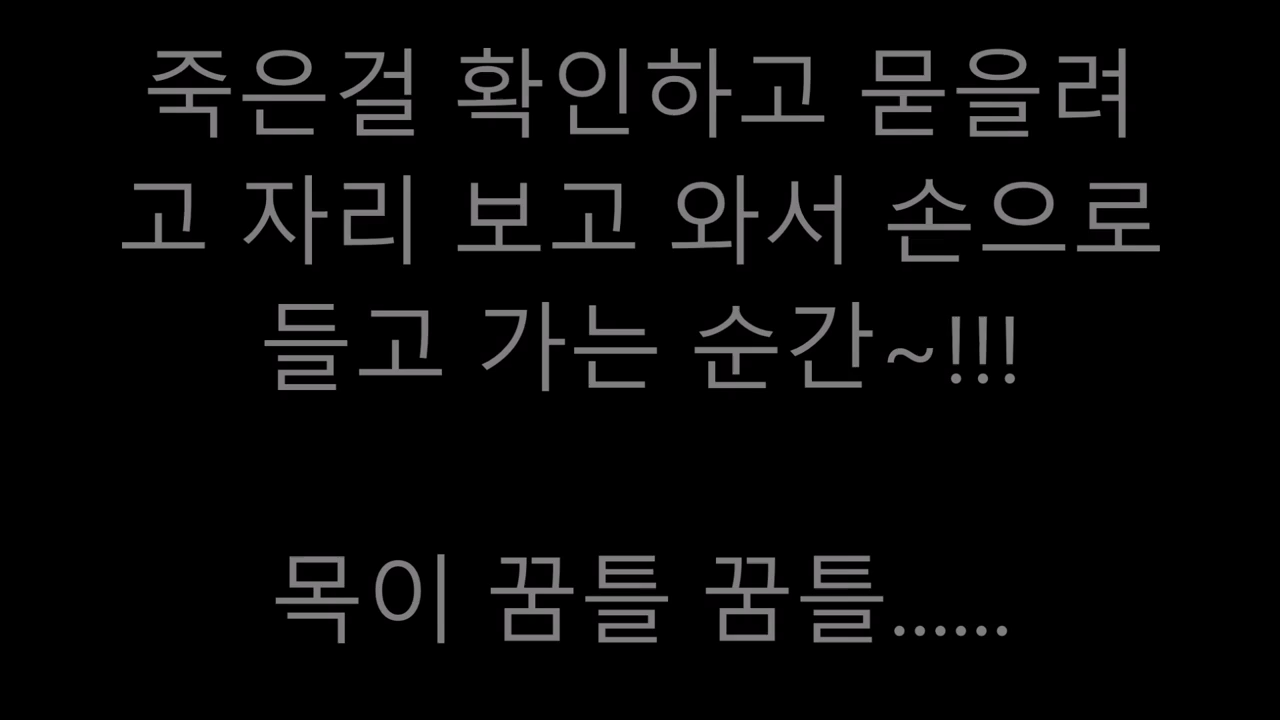 죽은걸 확인하고 묻을려
고 자리 보고 와서 손으로
들고 가는 순간~!!!
목이 꿈틀 꿈틀......